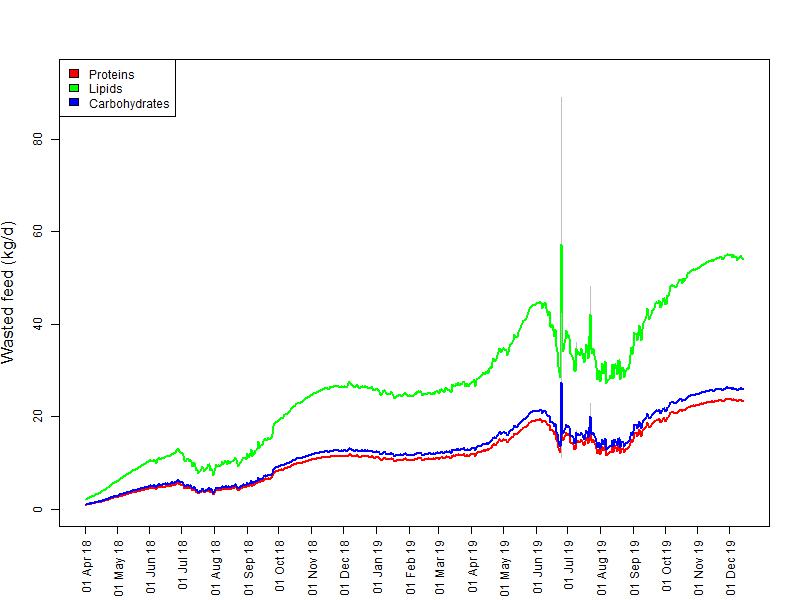 Proteins
Lipids
Carbohydrates
Wasted feed (kg/d)
80
60
40
20
0
01 Apr 18
01 May 18
01 Jun 18
01 Jul 18
01 Aug 18
01 Sep 18
01 Oct 18
01 Nov 18
01 Dec 18
01 Jan 19
01 Feb 19
01 Mar 19
01 Apr 19
01 May 19
01 Jun 19
01 Jul 19
01 Aug 19
01 Sep 19
01 Oct 19
01 Nov 19
01 Dec 19